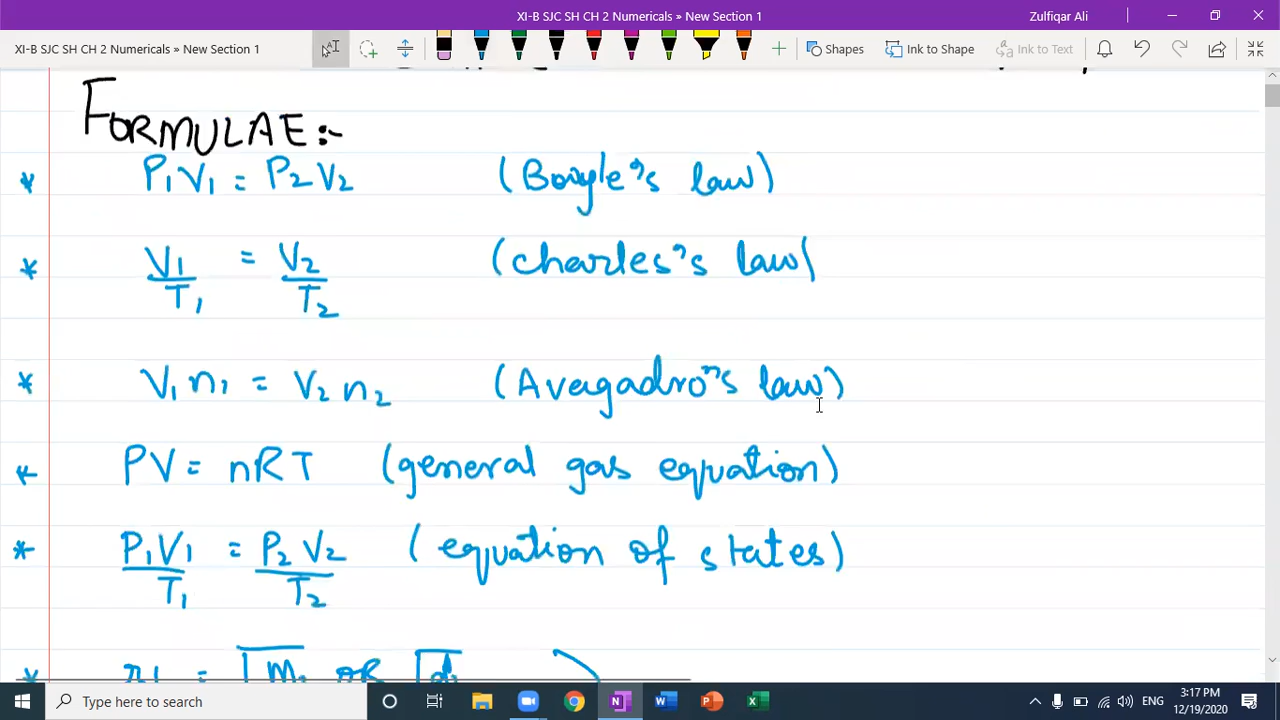 XI-B SJC SH CH 2 Numericals » New Section 1
Zulfiqar Ali
XI-B SJC SH CH 2 Numericals » New Section 1
Shapes
Ink to Shape
Ink to Text
FORMULAE:-
* P₁V₁ = P₂V₂ (Boyle's law)
* V₁/T₁ = V₂/T₂ (charles's law)
* V₁n₁ = V₂n₂ (Avagadro"s law)
* PV = nRT (general gas equation)
* P₁V₁/T₁ = P₂V₂/T₂ (equation of states)
OR
Type here to search
ENG
3:17 PM
12/19/2020